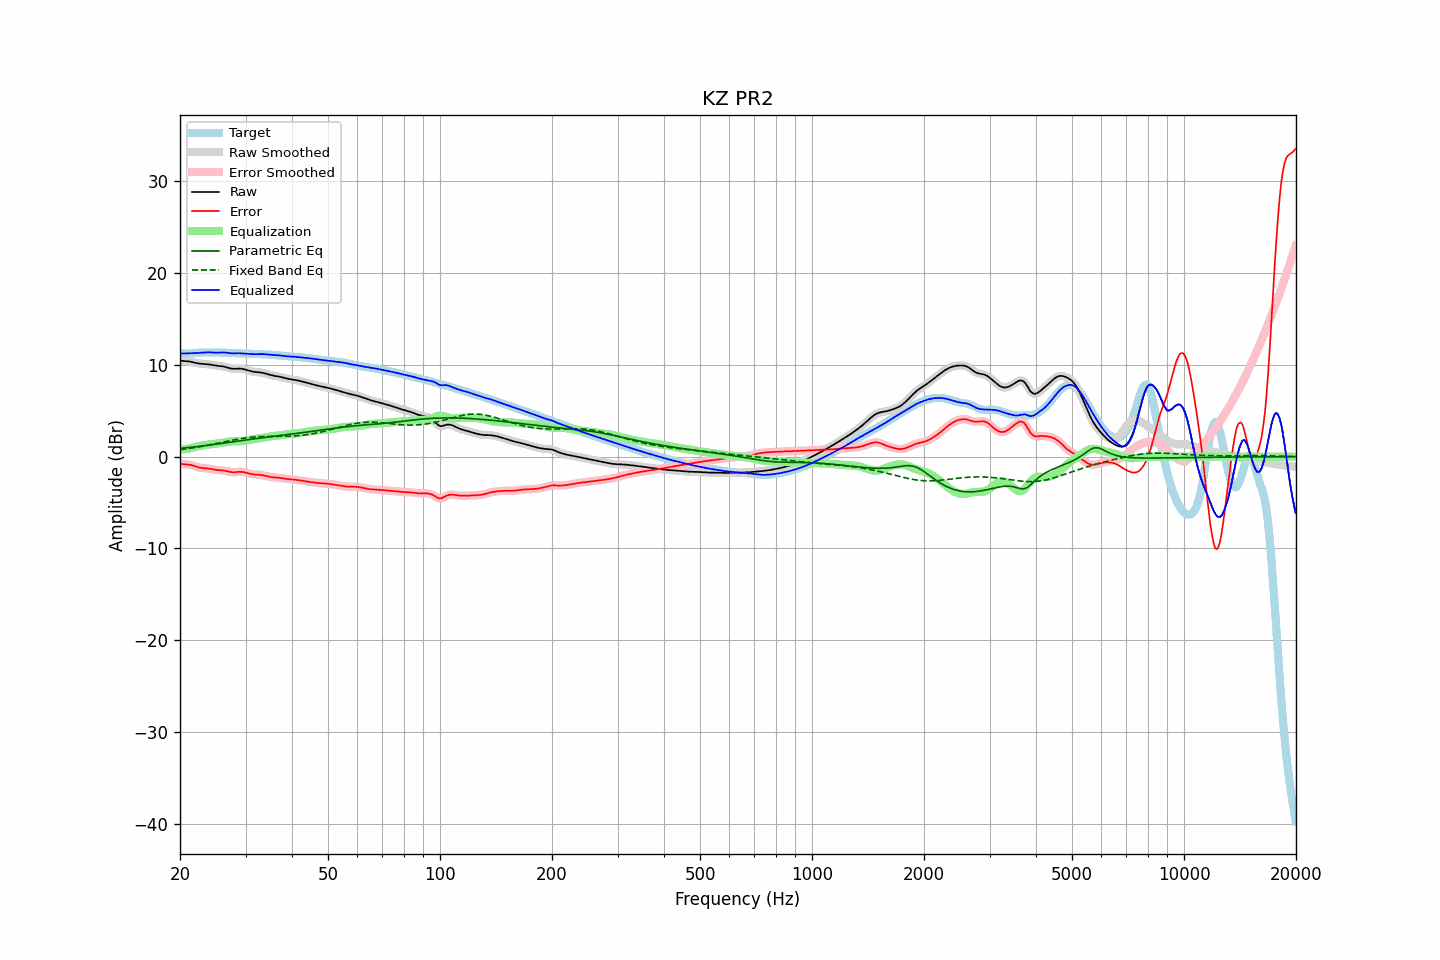 KZ PR2
Target
Raw Smoothed
Error Smoothed
Raw
Error
Equalization
Parametric Eq
Fixed Band Eq
Equalized
Amplitude (dBr)
30
20
10
0
−10
−20
−30
−40
20 50 100 200 500 1000 2000 5000 10000 20000
Frequency (Hz)